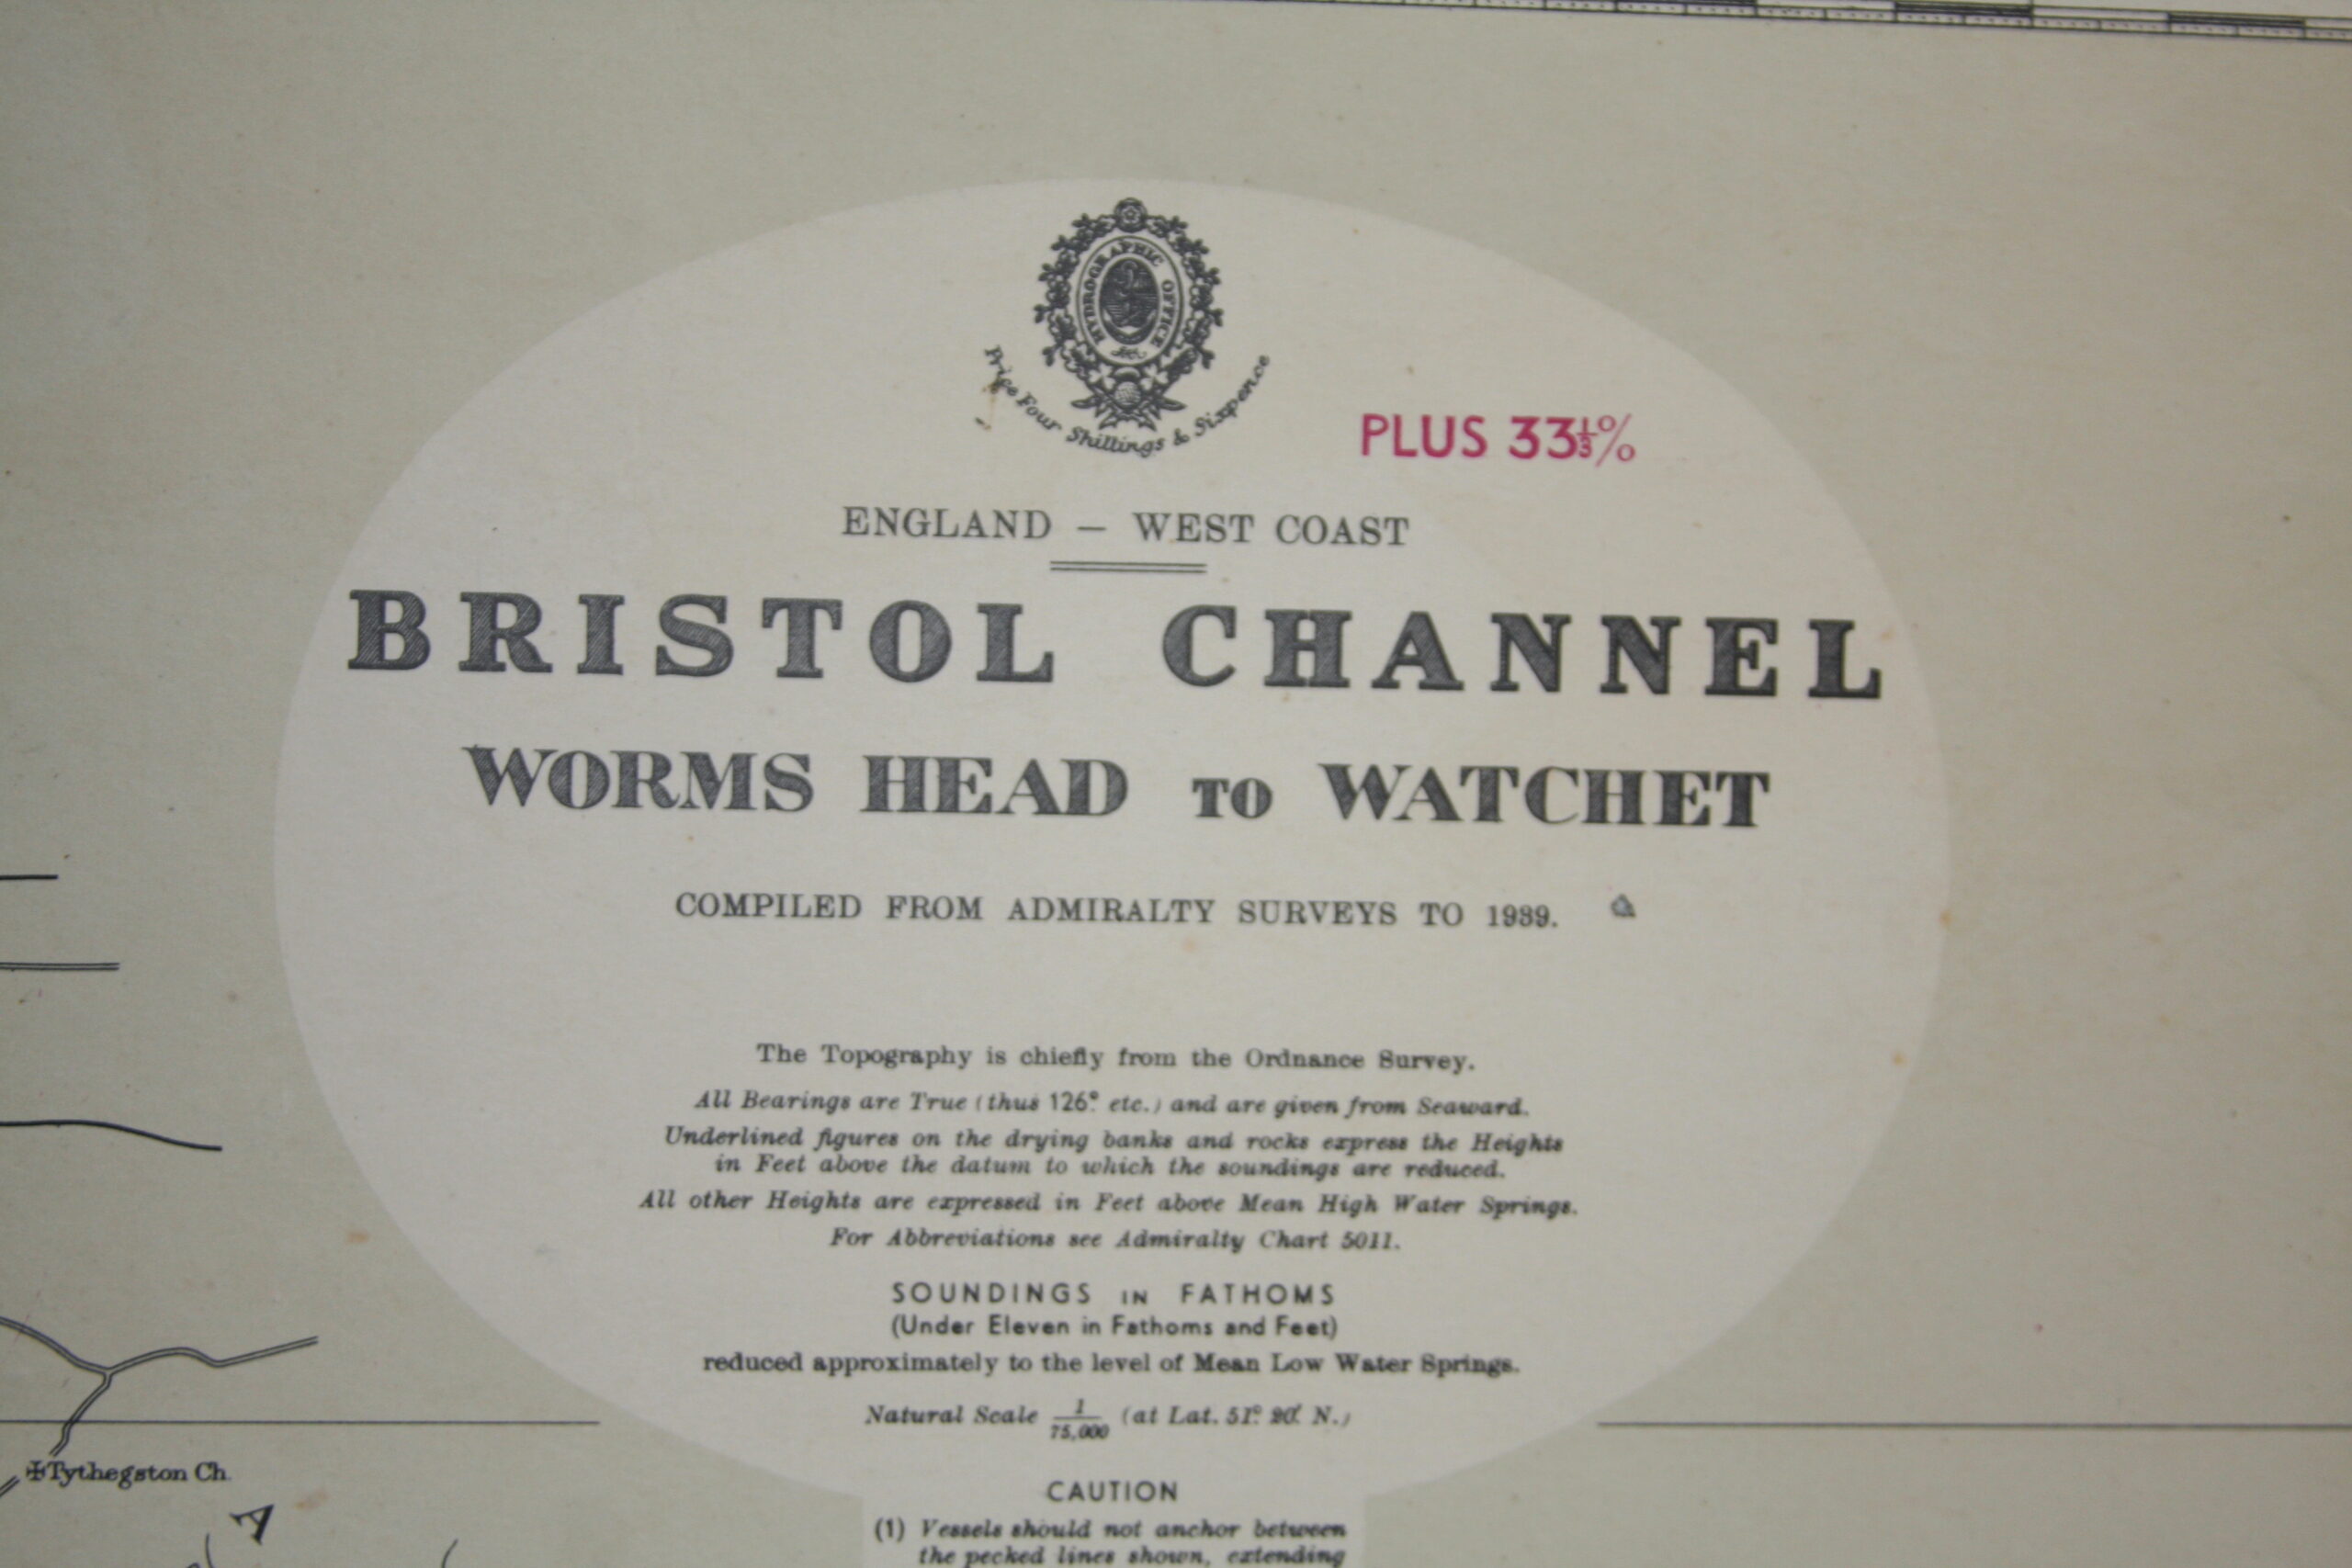 HYDROGRAPHIC OFFICE
Price Four Shillings & Sixpence
PLUS 33⅓%
ENGLAND – WEST COAST
BRISTOL CHANNEL
WORMS HEAD TO WATCHET
COMPILED FROM ADMIRALTY SURVEYS TO 1939.
The Topography is chiefly from the Ordnance Survey.
All Bearings are True (thus 126° etc.) and are given from Seaward.
Underlined figures on the drying banks and rocks express the Heights
in Feet above the datum to which the soundings are reduced.
All other Heights are expressed in Feet above Mean High Water Springs.
For Abbreviations see Admiralty Chart 5011.
SOUNDINGS IN FATHOMS
(Under Eleven in Fathoms and Feet)
reduced approximately to the level of Mean Low Water Springs.
Natural Scale 1/75,000 (at Lat. 51° 20' N.)
Tythegston Ch.
A
CAUTION
(1) Vessels should not anchor between
the pecked lines shown, extending